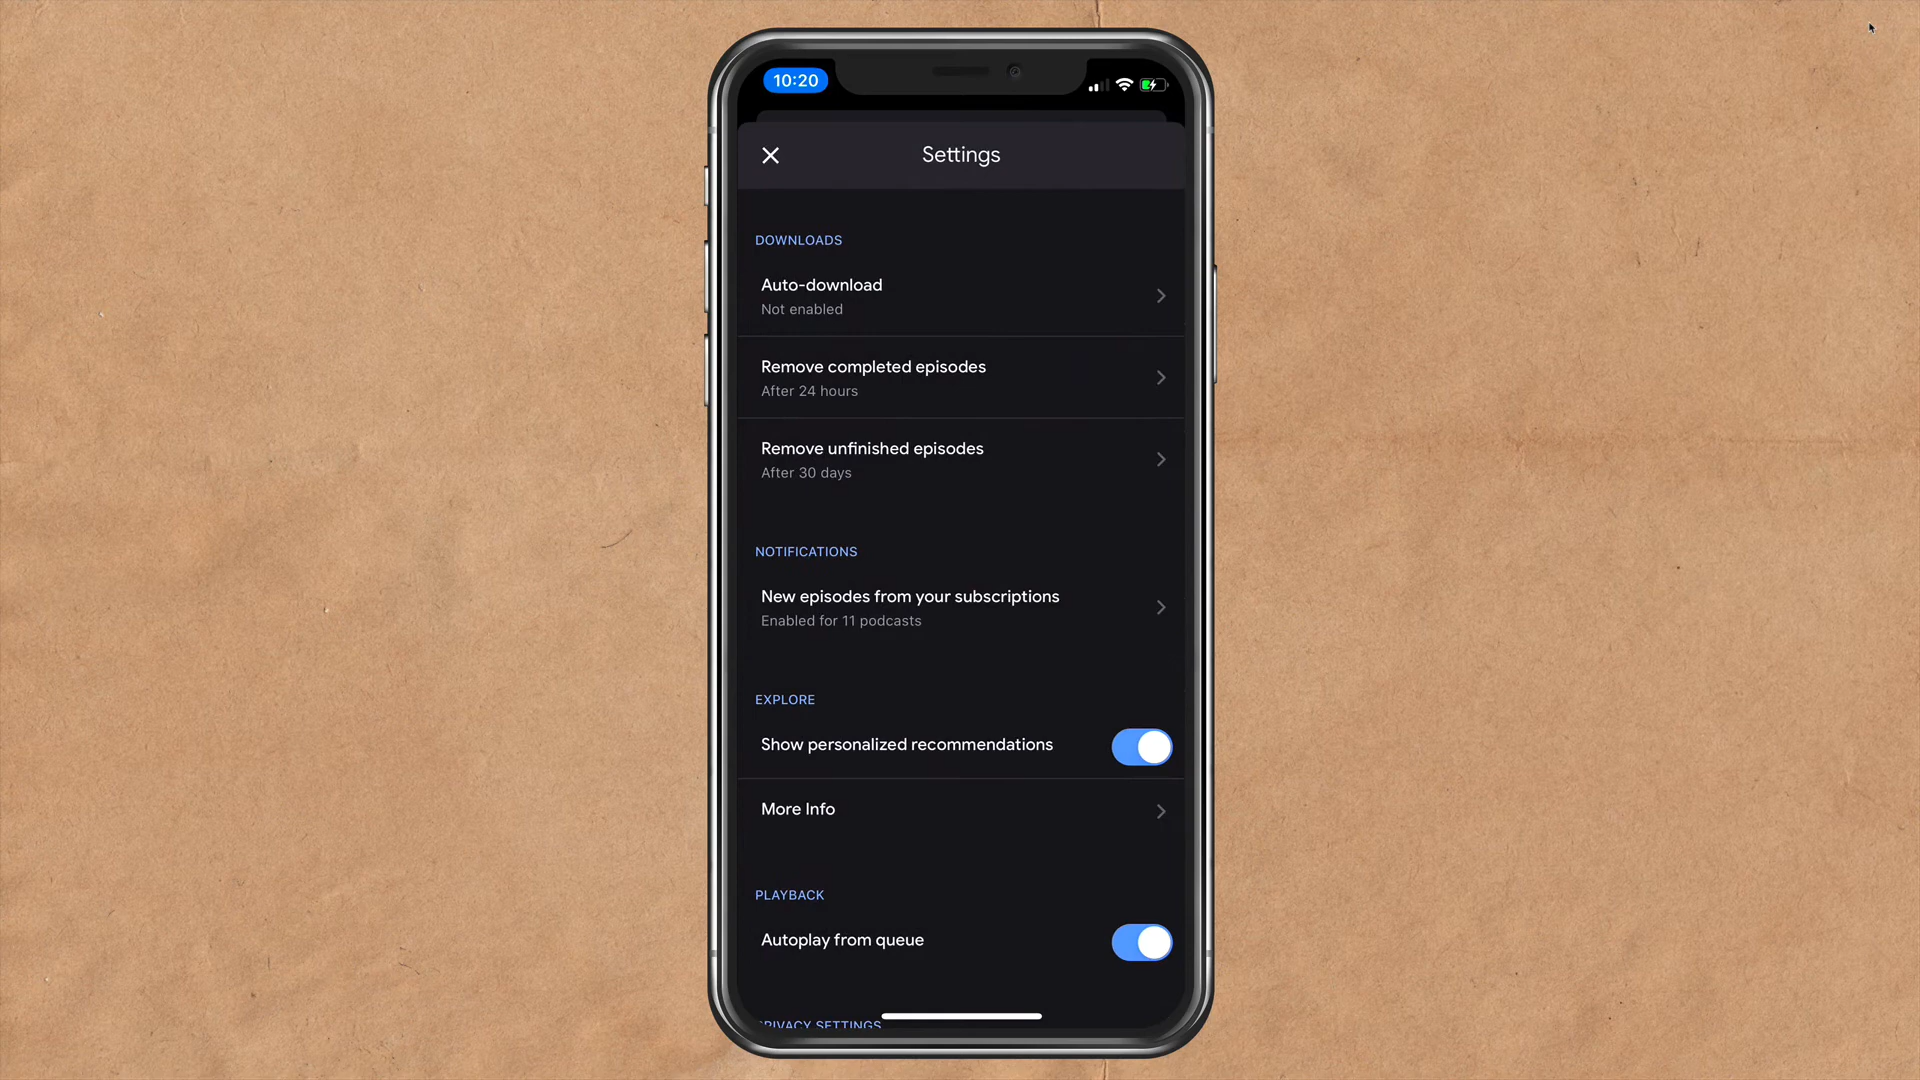 10:20
Settings
DOWNLOADS
Auto-download
Not enabled
Remove completed episodes
After 24 hours
Remove unfinished episodes
After 30 days
NOTIFICATIONS
New episodes from your subscriptions
Enabled for 11 podcasts
EXPLORE
Show personalized recommendations
More Info
PLAYBACK
Autoplay from queue
PRIVACY SETTINGS